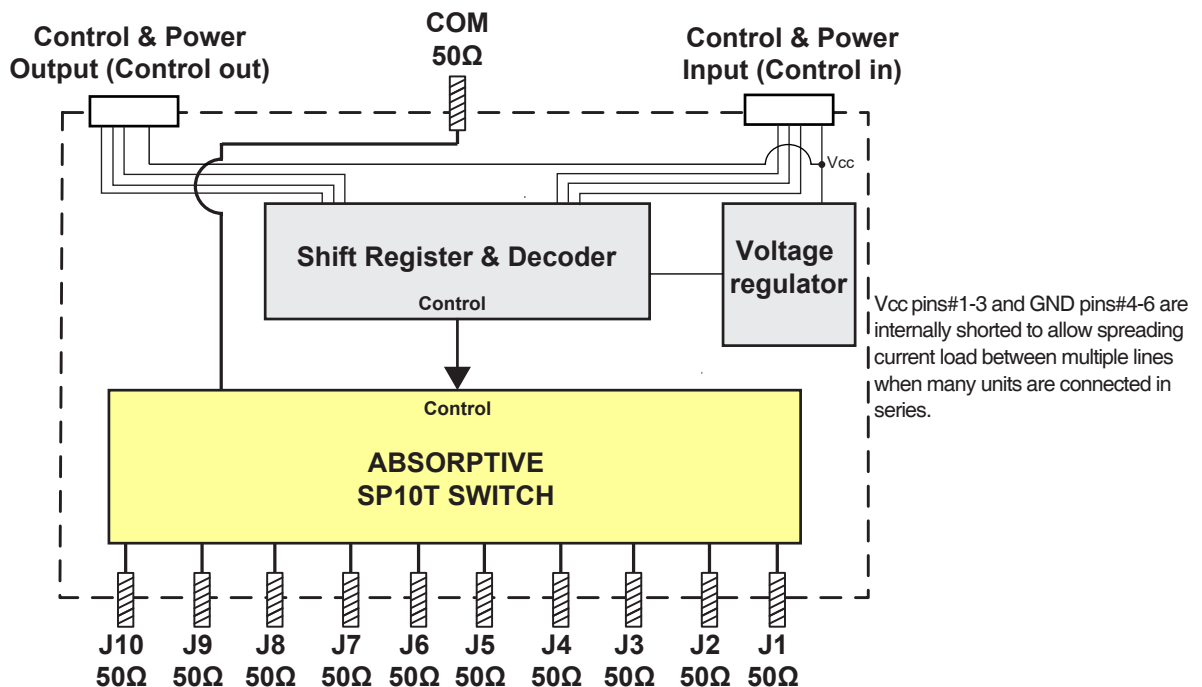 Control & Power
Output (Control out)
COM
50Ω
Control & Power
Input (Control in)
Vcc
Shift Register & Decoder
Control
Voltage
regulator
Vcc pins#1-3 and GND pins#4-6 are
internally shorted to allow spreading
current load between multiple lines
when many units are connected in
series.
Control
ABSORPTIVE
SP10T SWITCH
J10 J9 J8 J7 J6 J5 J4 J3 J2 J1
50Ω 50Ω 50Ω 50Ω 50Ω 50Ω 50Ω 50Ω 50Ω 50Ω